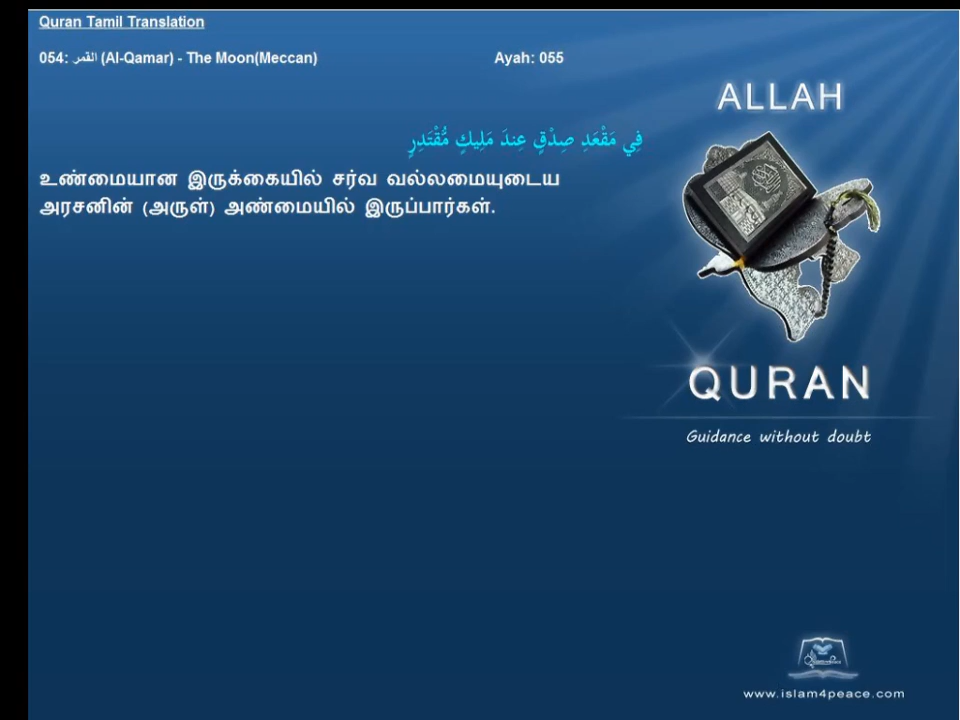 Quran Tamil Translation
054: القمر (Al-Qamar) - The Moon(Meccan) Ayah: 055
فِي مَقْعَدِ صِدْقٍ عِندَ مَلِيكٍ مُّقْتَدِرٍ
உண்மையான இருக்கையில் சர்வ வல்லமையுடைய
அரசனின் (அருள்) அண்மையில் இருப்பார்கள்.
ALLAH
QURAN
Guidance without doubt
www.islam4peace.com